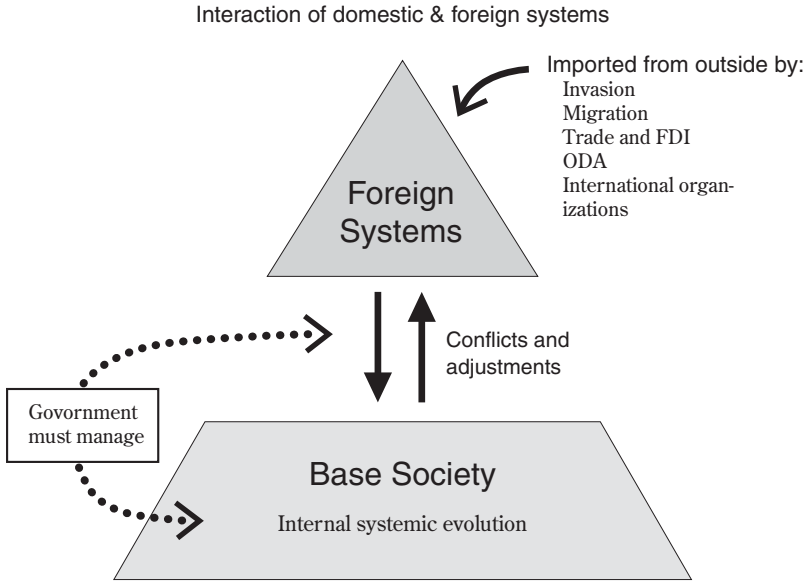 Interaction of domestic & foreign systems
Imported from outside by:
Invasion
Migration
Trade and FDI
ODA
International organ-
izations
Foreign
Systems
Conflicts and
adjustments
Govornment
must manage
Base Society
Internal systemic evolution